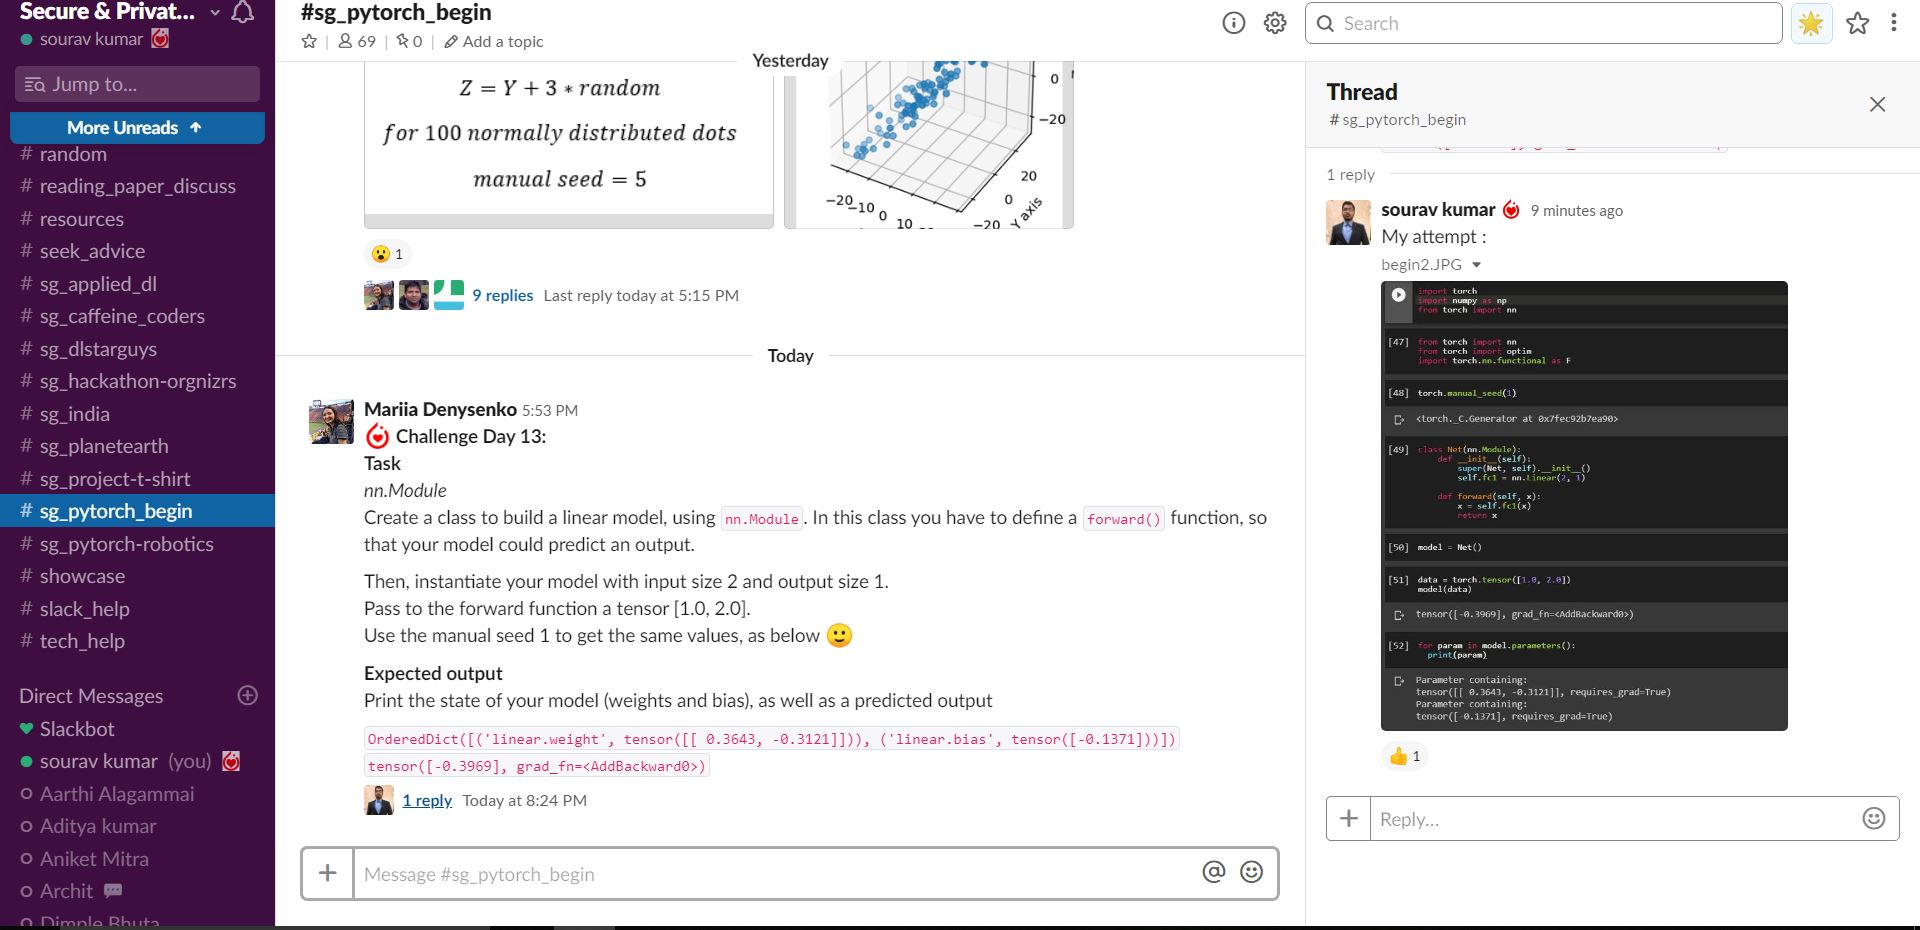 Secure & Privat...
sourav kumar
Jump to...
More Unreads ↑
# random
# reading_paper_discuss
# resources
# seek_advice
# sg_applied_dl
# sg_caffeine_coders
# sg_dlstarguys
# sg_hackathon-orgnizrs
# sg_india
# sg_planetearth
# sg_project-t-shirt
# sg_pytorch_begin
# sg_pytorch-robotics
# showcase
# slack_help
# tech_help
Direct Messages
Slackbot
sourav kumar (you)
Aarthi Alagammai
Aditya kumar
Aniket Mitra
Archit
Dimple Bhuta
#sg_pytorch_begin
69 | 0 | Add a topic
Search
Yesterday
Z = Y + 3 ∗ random
for 100 normally distributed dots
manual seed = 5
0
−20
20
0
−20
Y axis
−20
−10
0
10
1
9 replies Last reply today at 5:15 PM
Today
Mariia Denysenko 5:53 PM
Challenge Day 13:
Task
nn.Module
Create a class to build a linear model, using nn.Module. In this class you have to define a forward() function, so
that your model could predict an output.
Then, instantiate your model with input size 2 and output size 1.
Pass to the forward function a tensor [1.0, 2.0].
Use the manual seed 1 to get the same values, as below
Expected output
Print the state of your model (weights and bias), as well as a predicted output
OrderedDict([('linear.weight', tensor([[ 0.3643, -0.3121]])), ('linear.bias', tensor([-0.1371]))])
tensor([-0.3969], grad_fn=<AddBackward0>)
1 reply Today at 8:24 PM
Message #sg_pytorch_begin
Thread
# sg_pytorch_begin
1 reply
sourav kumar 9 minutes ago
My attempt :
begin2.JPG
import torch
import numpy as np
from torch import nn
[47] from torch import nn
from torch import optim
import torch.nn.functional as F
[48] torch.manual_seed(1)
<torch._C.Generator at 0x7fec92b7ea90>
[49] class Net(nn.Module):
def __init__(self):
super(Net, self).__init__()
self.fc1 = nn.Linear(2, 1)
def forward(self, x):
x = self.fc1(x)
return x
[50] model = Net()
[51] data = torch.tensor([1.0, 2.0])
model(data)
tensor([-0.3969], grad_fn=<AddBackward0>)
[52] for param in model.parameters():
print(param)
Parameter containing:
tensor([[ 0.3643, -0.3121]], requires_grad=True)
Parameter containing:
tensor([-0.1371], requires_grad=True)
1
Reply...